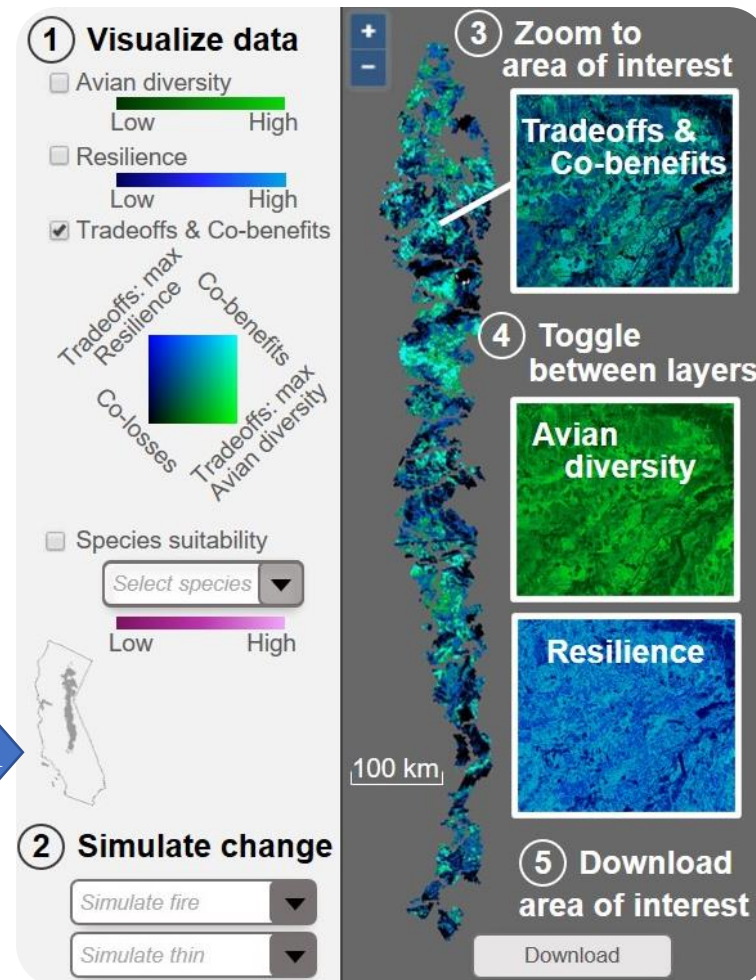 1 Visualize data
Avian diversity
Low High
Resilience
Low High
Tradeoffs & Co-benefits
Tradeoffs: max
Resilience
Co-benefits
Co-losses
Tradeoffs: max
Avian diversity
Species suitability
Select species
Low High
2 Simulate change
Simulate fire
Simulate thin
+
−
100 km
3 Zoom to
area of interest
Tradeoffs &
Co-benefits
4 Toggle
between layers
Avian
diversity
Resilience
5 Download
area of interest
Download